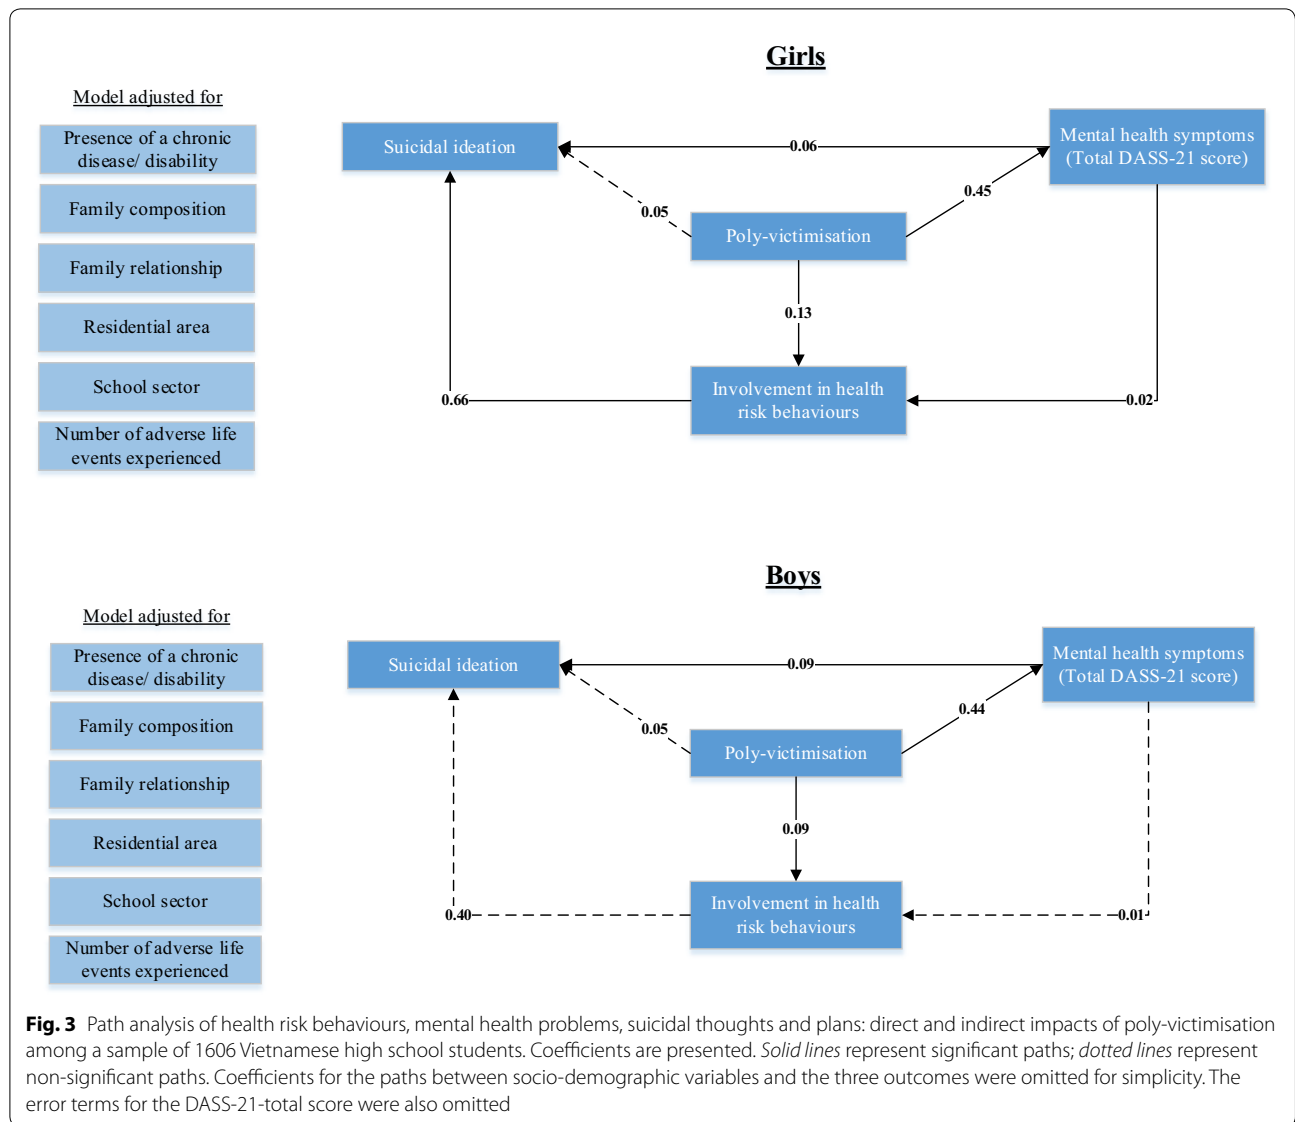 Girls
Model adjusted for
Presence of a chronic
disease/ disability
Family composition
Family relationship
Residential area
School sector
Number of adverse life
events experienced
Suicidal ideation
Mental health symptoms
(Total DASS-21 score)
0.06
0.45
0.05
Poly-victimisation
0.13
Involvement in health
risk behaviours
0.66
0.02
Boys
Model adjusted for
Presence of a chronic
disease/ disability
Family composition
Family relationship
Residential area
School sector
Number of adverse life
events experienced
Suicidal ideation
Mental health symptoms
(Total DASS-21 score)
0.09
0.44
0.05
Poly-victimisation
0.09
Involvement in health
risk behaviours
0.40
0.01
Fig. 3 Path analysis of health risk behaviours, mental health problems, suicidal thoughts and plans: direct and indirect impacts of poly-victimisation
among a sample of 1606 Vietnamese high school students. Coefficients are presented. Solid lines represent significant paths; dotted lines represent
non-significant paths. Coefficients for the paths between socio-demographic variables and the three outcomes were omitted for simplicity. The
error terms for the DASS-21-total score were also omitted